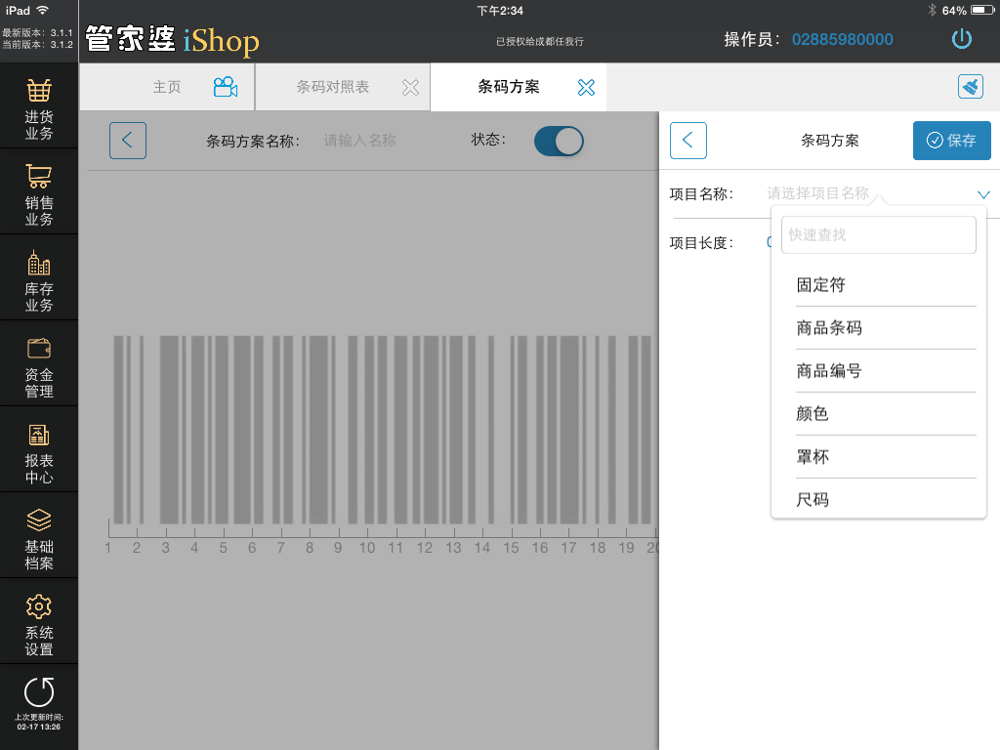 iPad
下午2:34
64%
最新版本：3.1.1
当前版本：3.1.2
管家婆 iShop
已授权给成都任我行
操作员： 02885980000
主页
条码对照表
条码方案
进货
业务
销售
业务
库存
业务
资金
管理
报表
中心
基础
档案
系统
设置
上次更新时间:
02-17 13:26
条码方案名称： 请输入名称
状态：
1 2 3 4 5 6 7 8 9 10 11 12 13 14 15 16 17 18 19
条码方案
保存
项目名称： 请选择项目名称
项目长度：
快速查找
固定符
商品条码
商品编号
颜色
罩杯
尺码